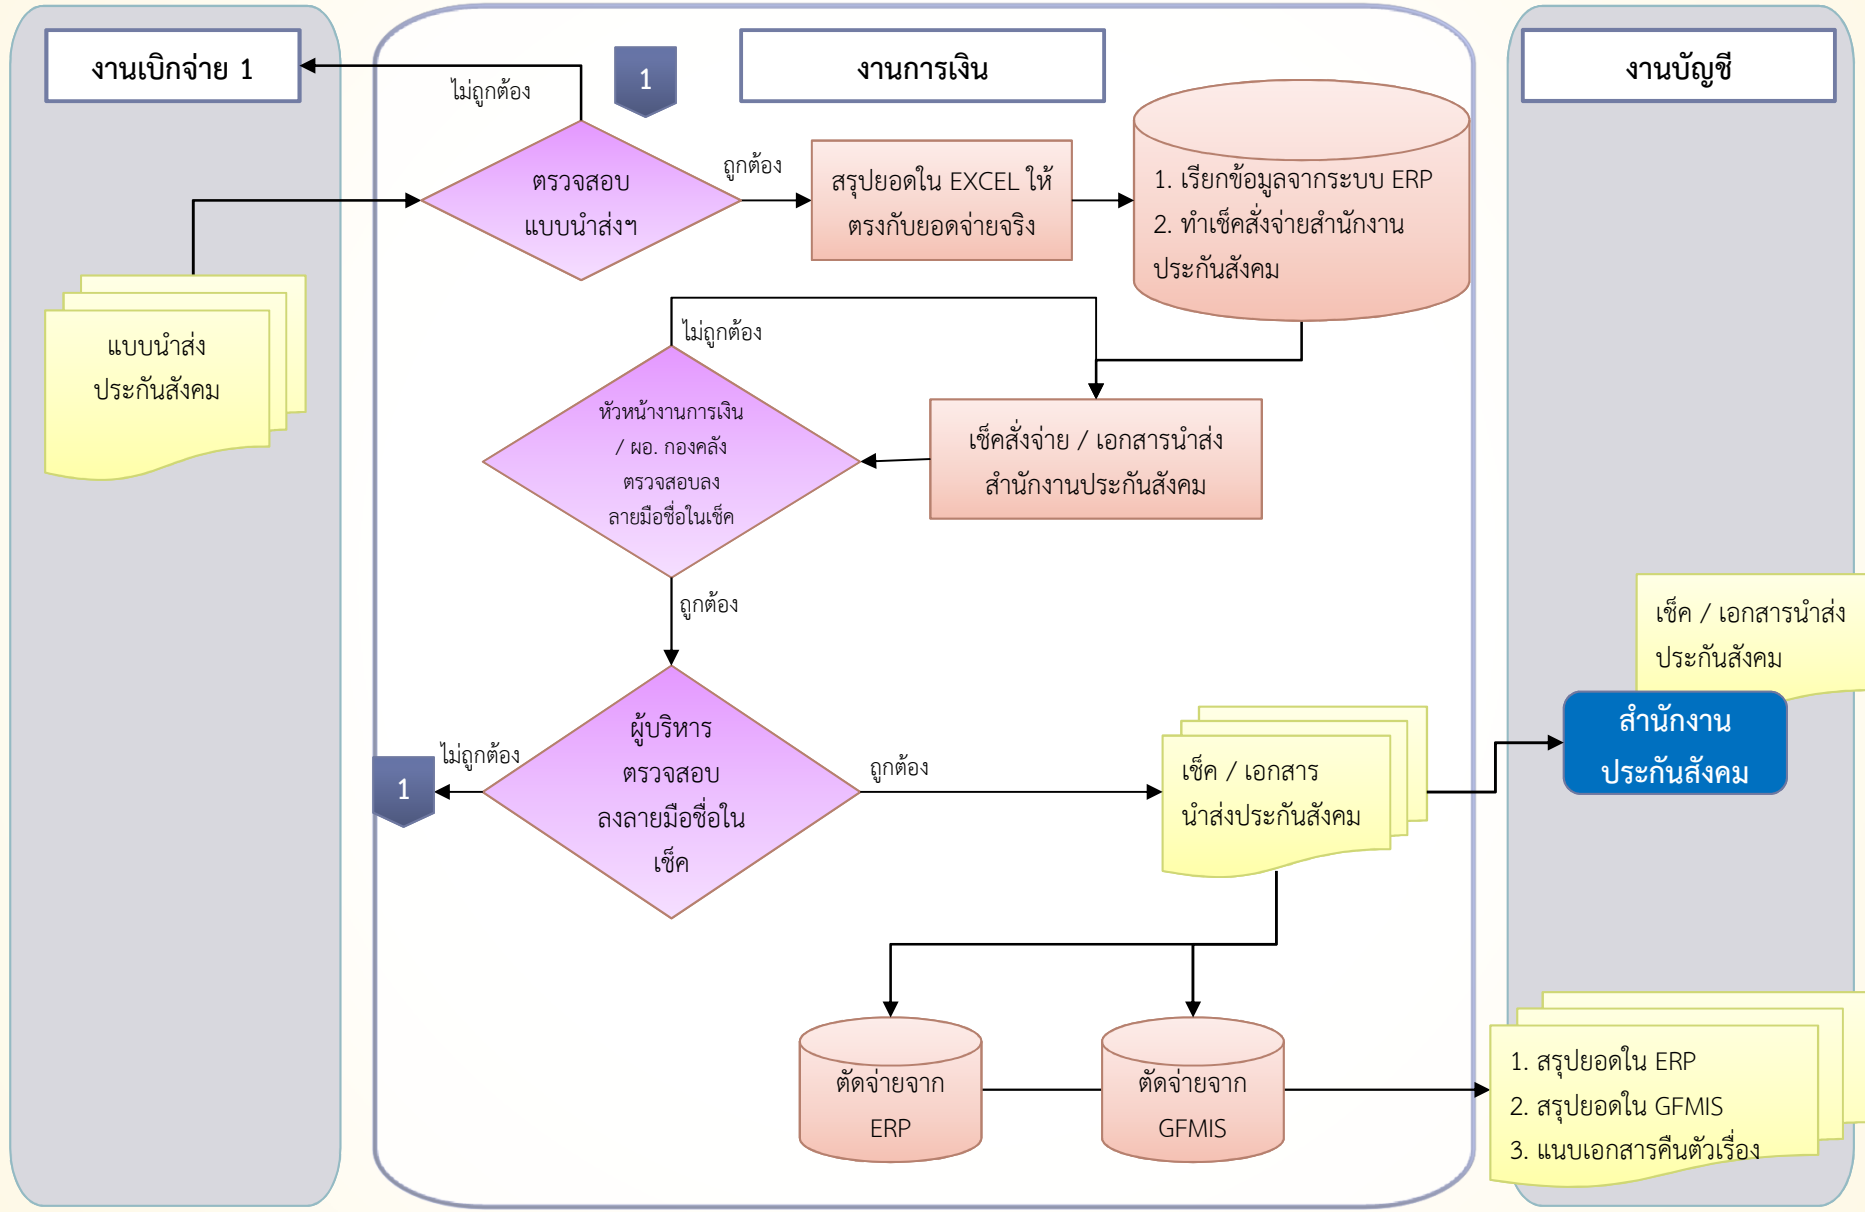 งานเบิกจ่าย 1
1
งานการเงิน
งานบัญชี
ไม่ถูกต้อง
ตรวจสอบ
แบบนำส่งฯ
ถูกต้อง
สรุปยอดใน EXCEL ให้
ตรงกับยอดจ่ายจริง
1. เรียกข้อมูลจากระบบ ERP
2. ทำเช็คสั่งจ่ายสำนักงาน
ประกันสังคม
แบบนำส่ง
ประกันสังคม
ไม่ถูกต้อง
หัวหน้างานการเงิน
/ ผอ. กองคลัง
ตรวจสอบลง
ลายมือชื่อในเช็ค
เช็คสั่งจ่าย / เอกสารนำส่ง
สำนักงานประกันสังคม
ถูกต้อง
เช็ค / เอกสารนำส่ง
ประกันสังคม
สำนักงาน
ประกันสังคม
ผู้บริหาร
ตรวจสอบ
ลงลายมือชื่อใน
เช็ค
ไม่ถูกต้อง
1
ถูกต้อง
เช็ค / เอกสาร
นำส่งประกันสังคม
ตัดจ่ายจาก
ERP
ตัดจ่ายจาก
GFMIS
1. สรุปยอดใน ERP
2. สรุปยอดใน GFMIS
3. แนบเอกสารคืนตัวเรื่อง